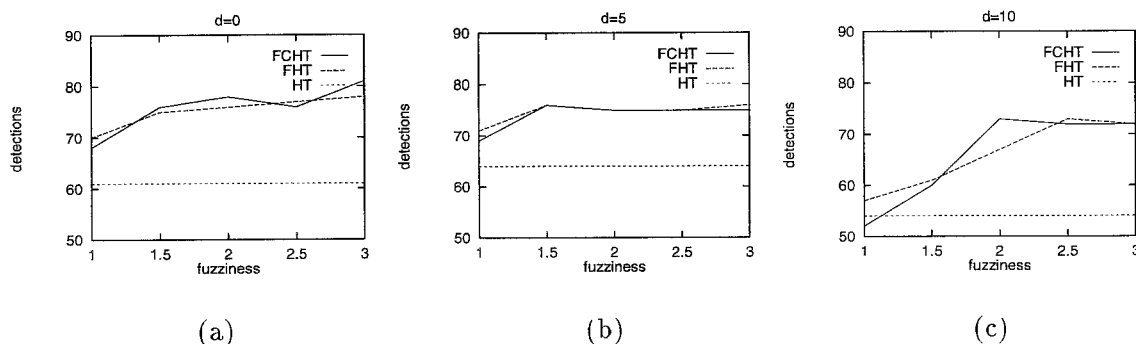 d=0
90
80
70
60
50
detections
FCHT
FHT
HT
1 1.5 2 2.5 3
fuzziness
(a)
d=5
90
80
70
60
50
detections
FCHT
FHT
HT
1 1.5 2 2.5 3
fuzziness
(b)
d=10
90
80
70
60
50
detections
FCHT
FHT
HT
1 1.5 2 2.5 3
fuzziness
(c)